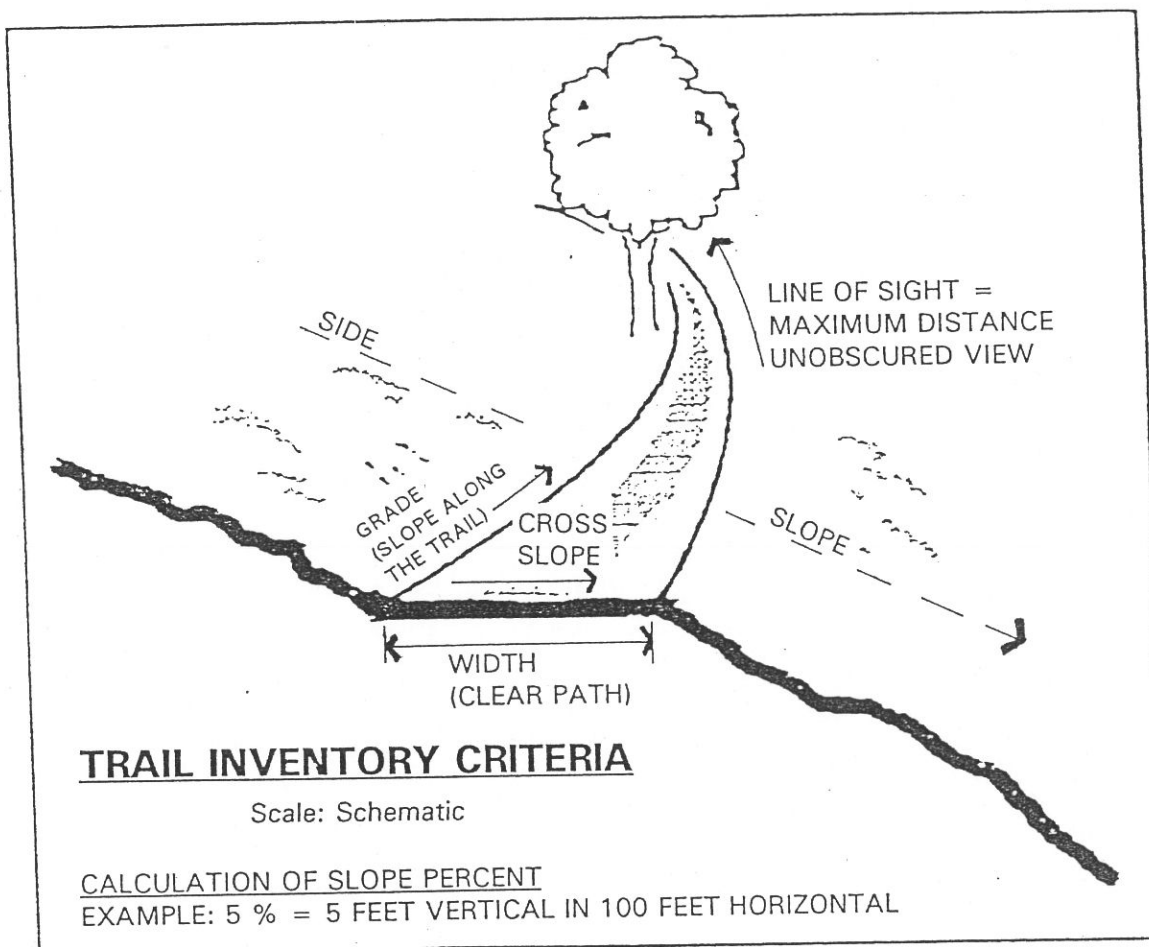 SIDE
LINE OF SIGHT =
MAXIMUM DISTANCE
UNOBSCURED VIEW
GRADE
(SLOPE ALONG
THE TRAIL)
CROSS
SLOPE
SLOPE
WIDTH
(CLEAR PATH)
TRAIL INVENTORY CRITERIA
Scale: Schematic
CALCULATION OF SLOPE PERCENT
EXAMPLE: 5 % = 5 FEET VERTICAL IN 100 FEET HORIZONTAL